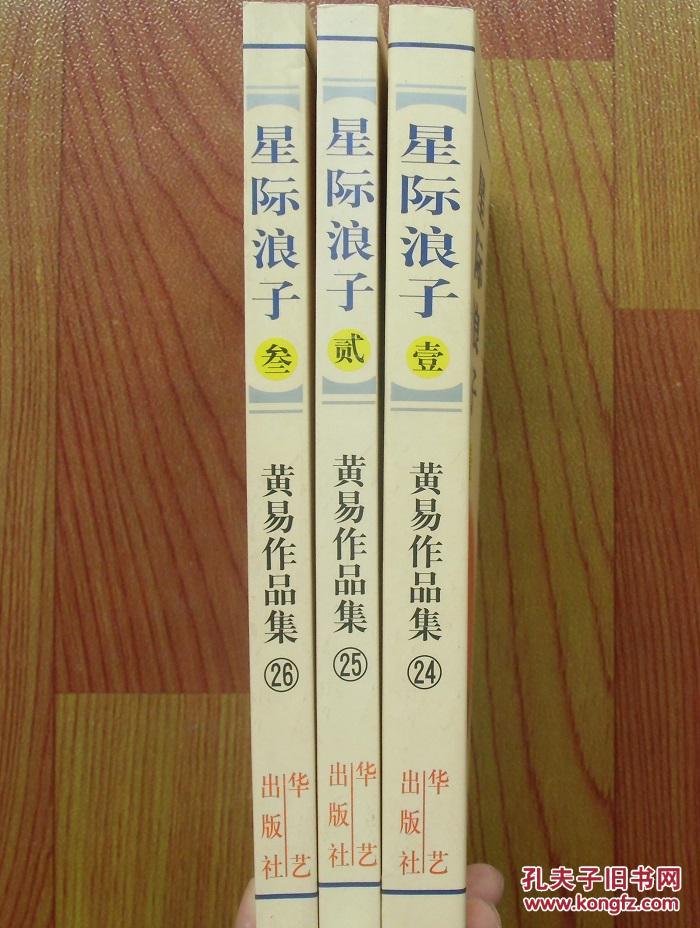 星际浪子
叁
黄易作品集
26
华艺
出版社
星际浪子
贰
黄易作品集
25
华艺
出版社
星际浪子
壹
黄易作品集
24
华艺
出版社
孔夫子旧书网
www.kongfz.com